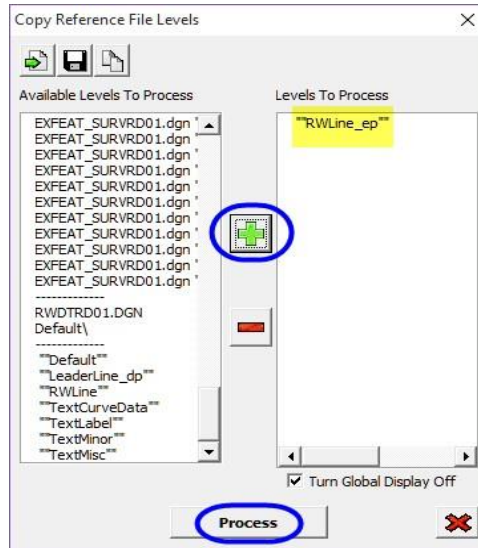 Copy Reference File Levels
Available Levels To Process
Levels To Process
EXFEAT_SURVRD01.dgn '
EXFEAT_SURVRD01.dgn '
EXFEAT_SURVRD01.dgn '
EXFEAT_SURVRD01.dgn '
EXFEAT_SURVRD01.dgn '
EXFEAT_SURVRD01.dgn '
EXFEAT_SURVRD01.dgn '
EXFEAT_SURVRD01.dgn '
EXFEAT_SURVRD01.dgn '
EXFEAT_SURVRD01.dgn '
EXFEAT_SURVRD01.dgn '
-------------
RWDTRD01.DGN
Default\
-------------
""Default""
""LeaderLine_dp""
""RWLine""
""TextCurveData""
""TextLabel""
""TextMinor""
""TextMisc""
""RWLine_ep""
Turn Global Display Off
Process